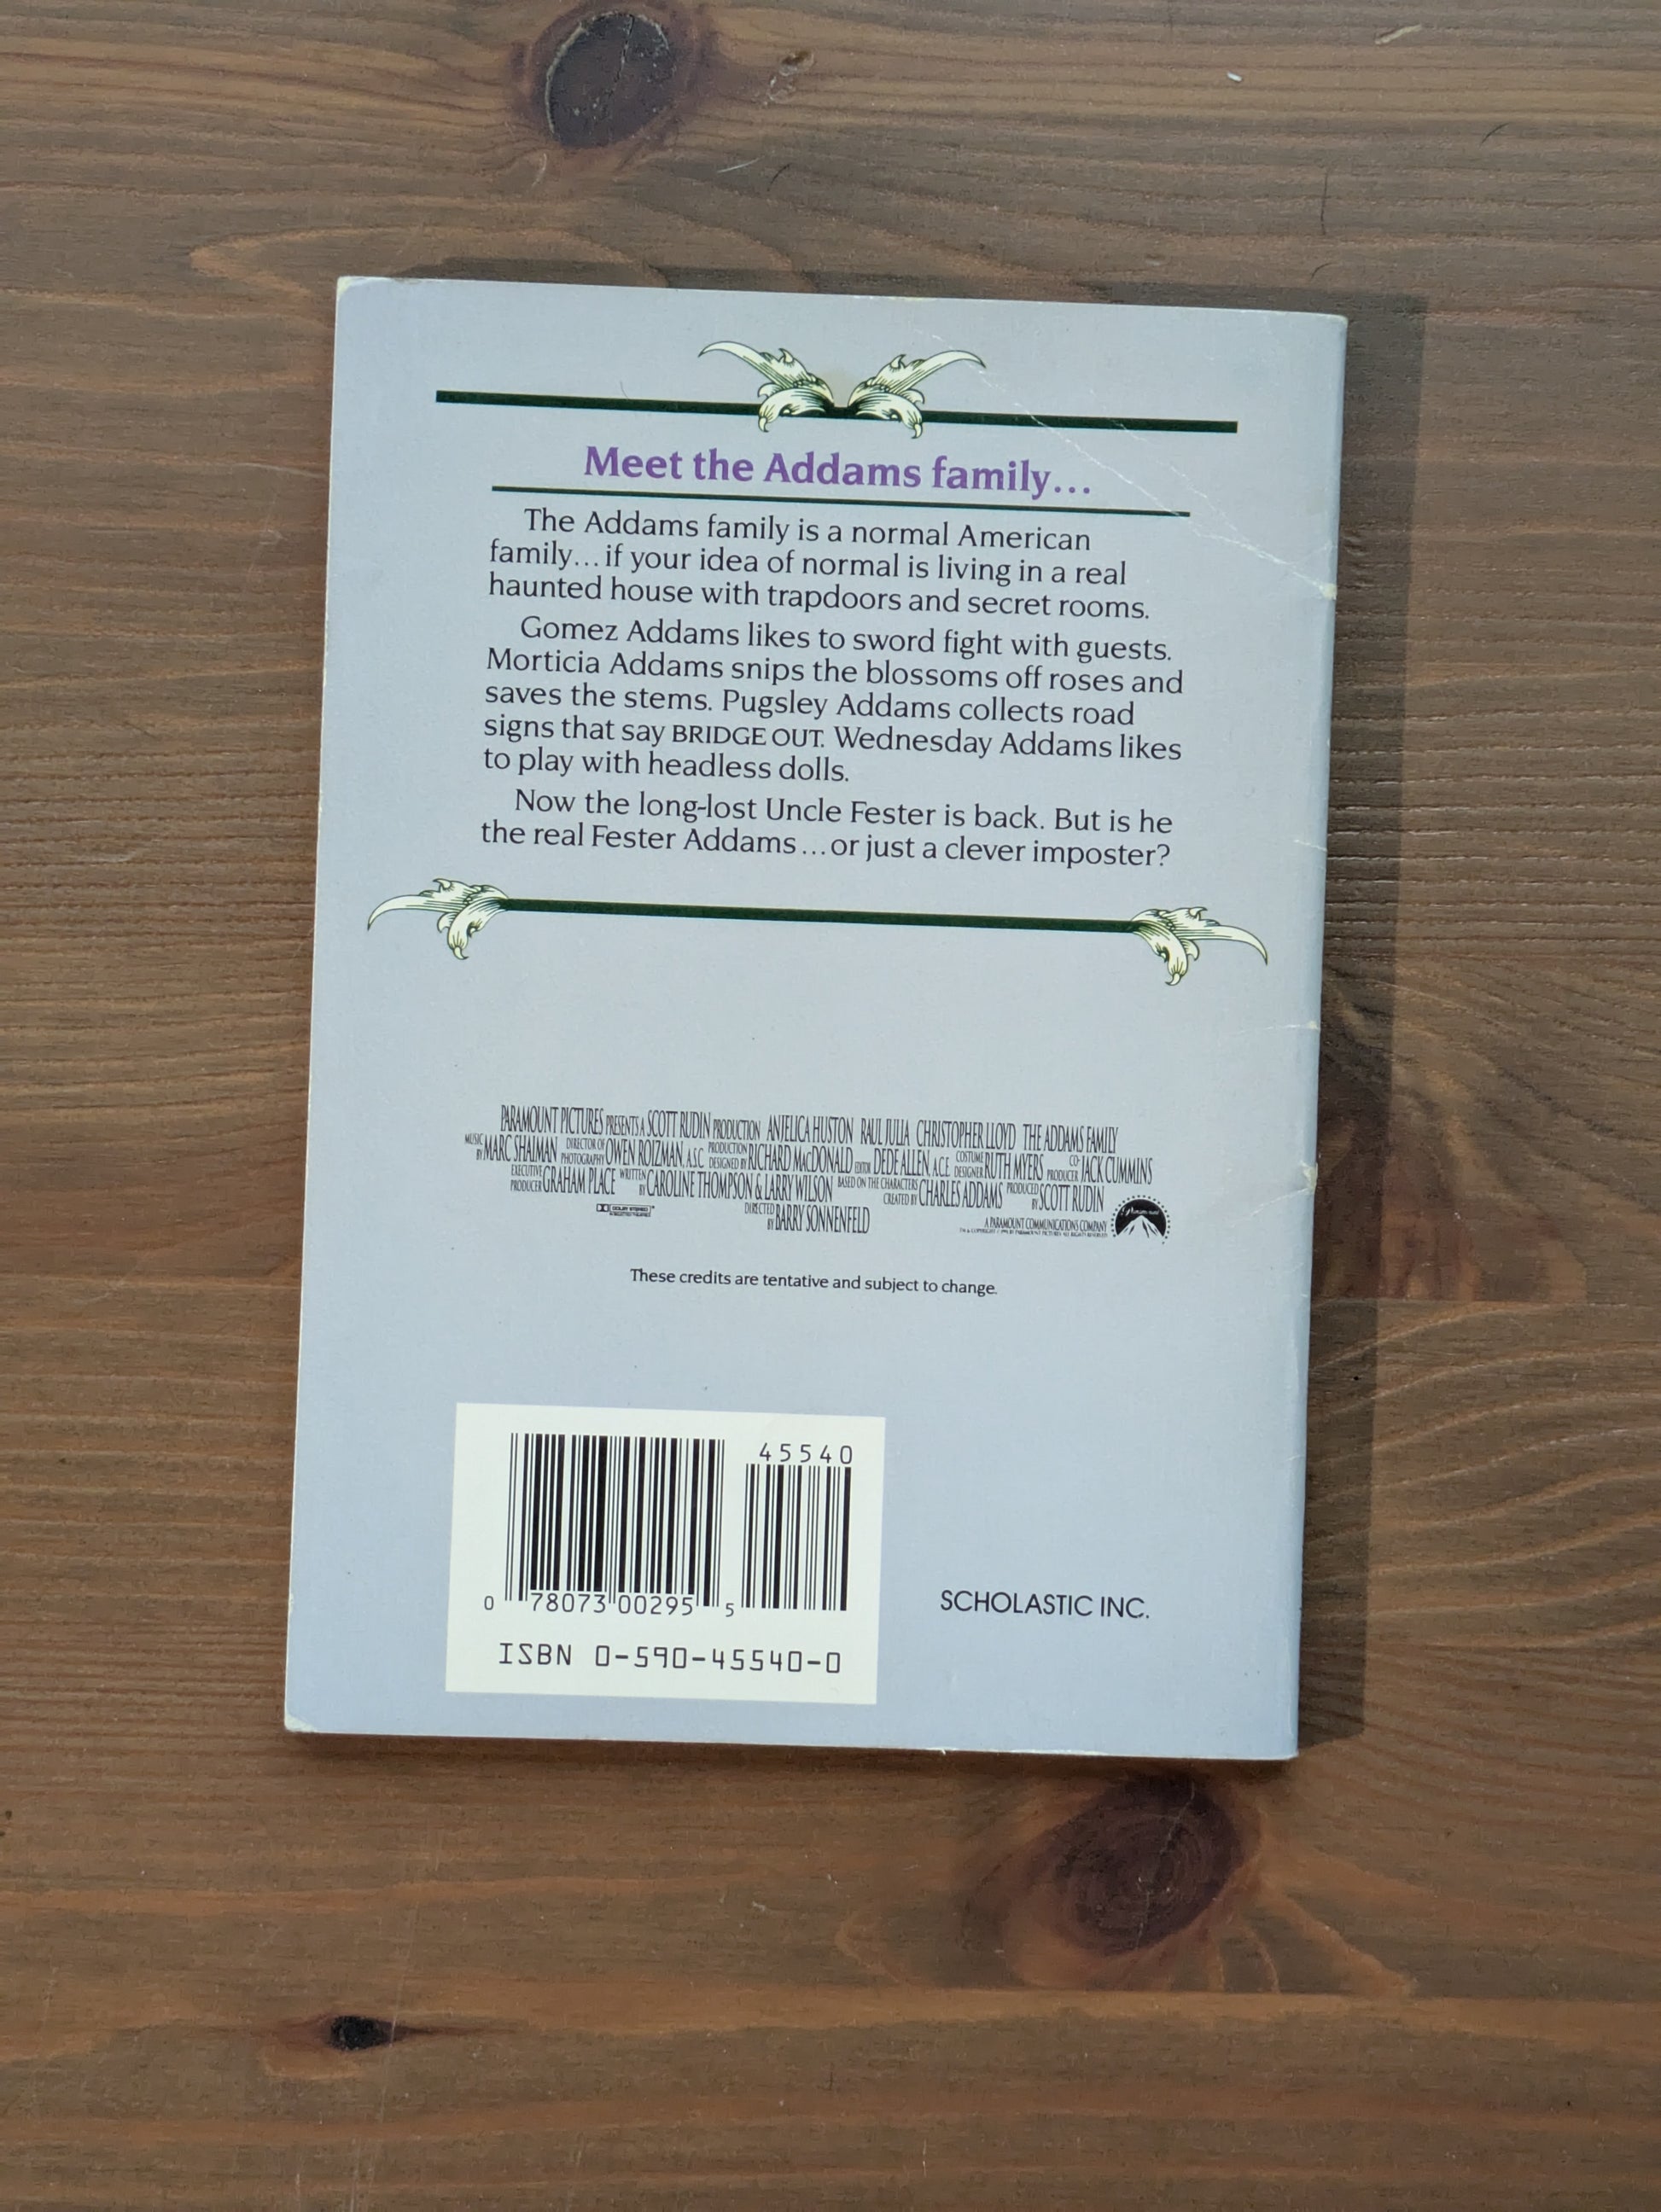 Meet the Addams family...
The Addams family is a normal American
family...if your idea of normal is living in a real
haunted house with trapdoors and secret rooms.
Gomez Addams likes to sword fight with guests.
Morticia Addams snips the blossoms off roses and
saves the stems. Pugsley Addams collects road
signs that say BRIDGE OUT. Wednesday Addams likes
to play with headless dolls.
Now the long-lost Uncle Fester is back. But is he
the real Fester Addams...or just a clever imposter?
PARAMOUNT PICTURES PRESENTS A SCOTT RUDIN PRODUCTION ANJELICA HUSTON RAUL JULIA CHRISTOPHER LLOYD THE ADDAMS FAMILY
MUSIC BY MARC SHAIMAN DIRECTOR OF PHOTOGRAPHY OWEN ROIZMAN, A.S.C. PRODUCTION DESIGNED BY RICHARD MacDONALD EDITOR DEDE ALLEN, A.C.E. COSTUME DESIGNER RUTH MYERS CO-PRODUCER JACK CUMMINS
EXECUTIVE PRODUCER GRAHAM PLACE WRITTEN BY CAROLINE THOMPSON & LARRY WILSON BASED ON THE CHARACTERS CREATED BY CHARLES ADDAMS PRODUCED BY SCOTT RUDIN
DOLBY STEREO DIRECTED BY BARRY SONNENFELD A PARAMOUNT COMMUNICATIONS COMPANY Paramount
These credits are tentative and subject to change.
45540
0 78073 00295 5
ISBN 0-590-45540-0
SCHOLASTIC INC.